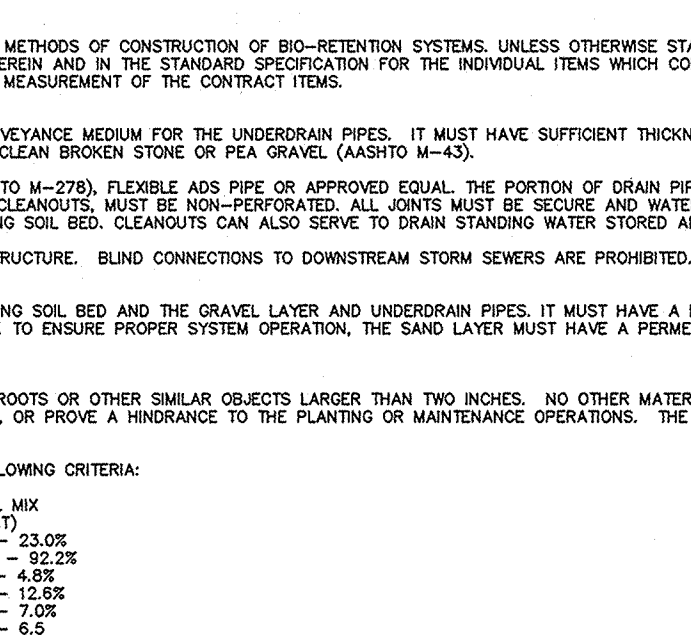 METHODS OF CONSTRUCTION OF BIO-RETENTION SYSTEMS. UNLESS OTHERWISE STA
EREIN AND IN THE STANDARD SPECIFICATION FOR THE INDIVIDUAL ITEMS WHICH CO
MEASUREMENT OF THE CONTRACT ITEMS.
VEYANCE MEDIUM FOR THE UNDERDRAIN PIPES. IT MUST HAVE SUFFICIENT THICKN
CLEAN BROKEN STONE OR PEA GRAVEL (AASHTO M-43).
TO M-278), FLEXIBLE ADS PIPE OR APPROVED EQUAL. THE PORTION OF DRAIN PIP
CLEANOUTS, MUST BE NON-PERFORATED. ALL JOINTS MUST BE SECURE AND WATE
NG SOIL BED. CLEANOUTS CAN ALSO SERVE TO DRAIN STANDING WATER STORED A
RUCTURE. BLIND CONNECTIONS TO DOWNSTREAM STORM SEWERS ARE PROHIBITED.
NG SOIL BED AND THE GRAVEL LAYER AND UNDERDRAIN PIPES. IT MUST HAVE A
TO ENSURE PROPER SYSTEM OPERATION, THE SAND LAYER MUST HAVE A PERME
ROOTS OR OTHER SIMILAR OBJECTS LARGER THAN TWO INCHES. NO OTHER MATER
, OR PROVE A HINDRANCE TO THE PLANTING OR MAINTENANCE OPERATIONS. THE
LOWING CRITERIA:
MIX
T)
- 23.0%
- 92.2%
- 4.8%
- 12.6%
- 7.0%
- 6.5